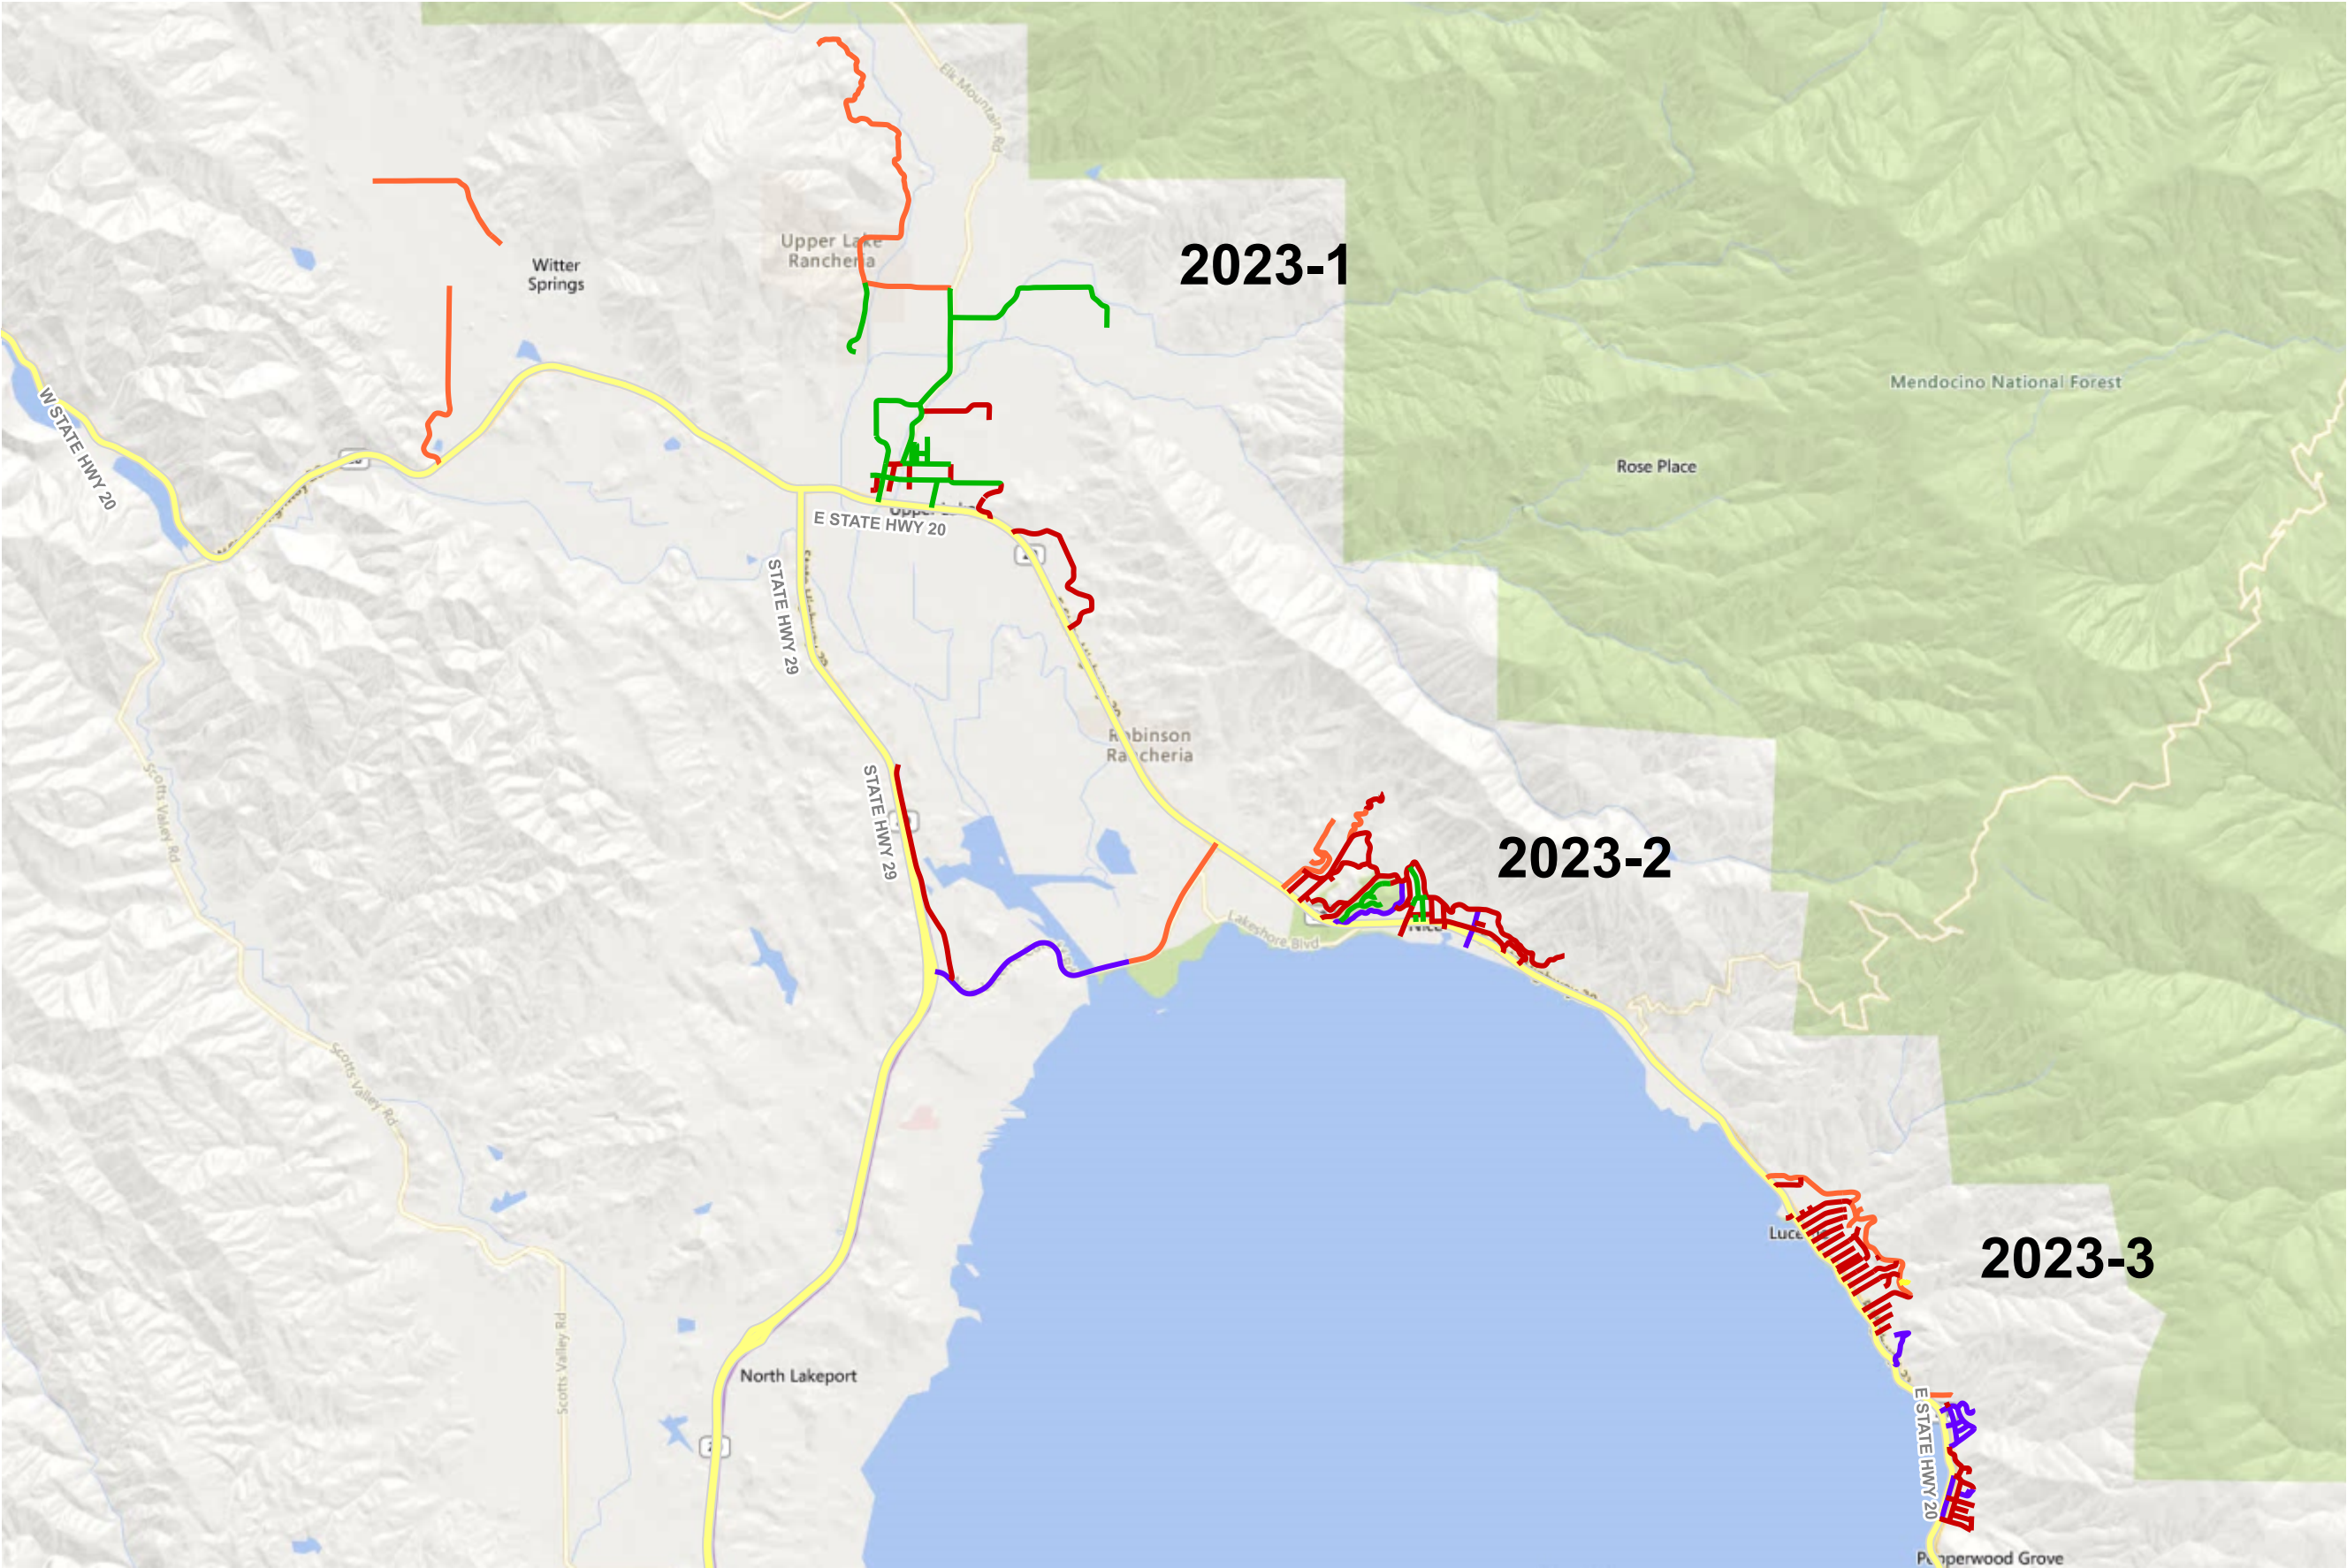 Elk Mountain Rd
Upper Lake
Rancheria
2023-1
Witter
Springs
Mendocino National Forest
W STATE HWY 20
Rose Place
E STATE HWY 20
STATE HWY 29
Robinson
Rancheria
Scotts Valley Rd
STATE HWY 29
2023-2
Lakeshore Blvd
Scotts Valley Rd
2023-3
Scotts Valley Rd
North Lakeport
E STATE HWY 20
Pepperwood Grove